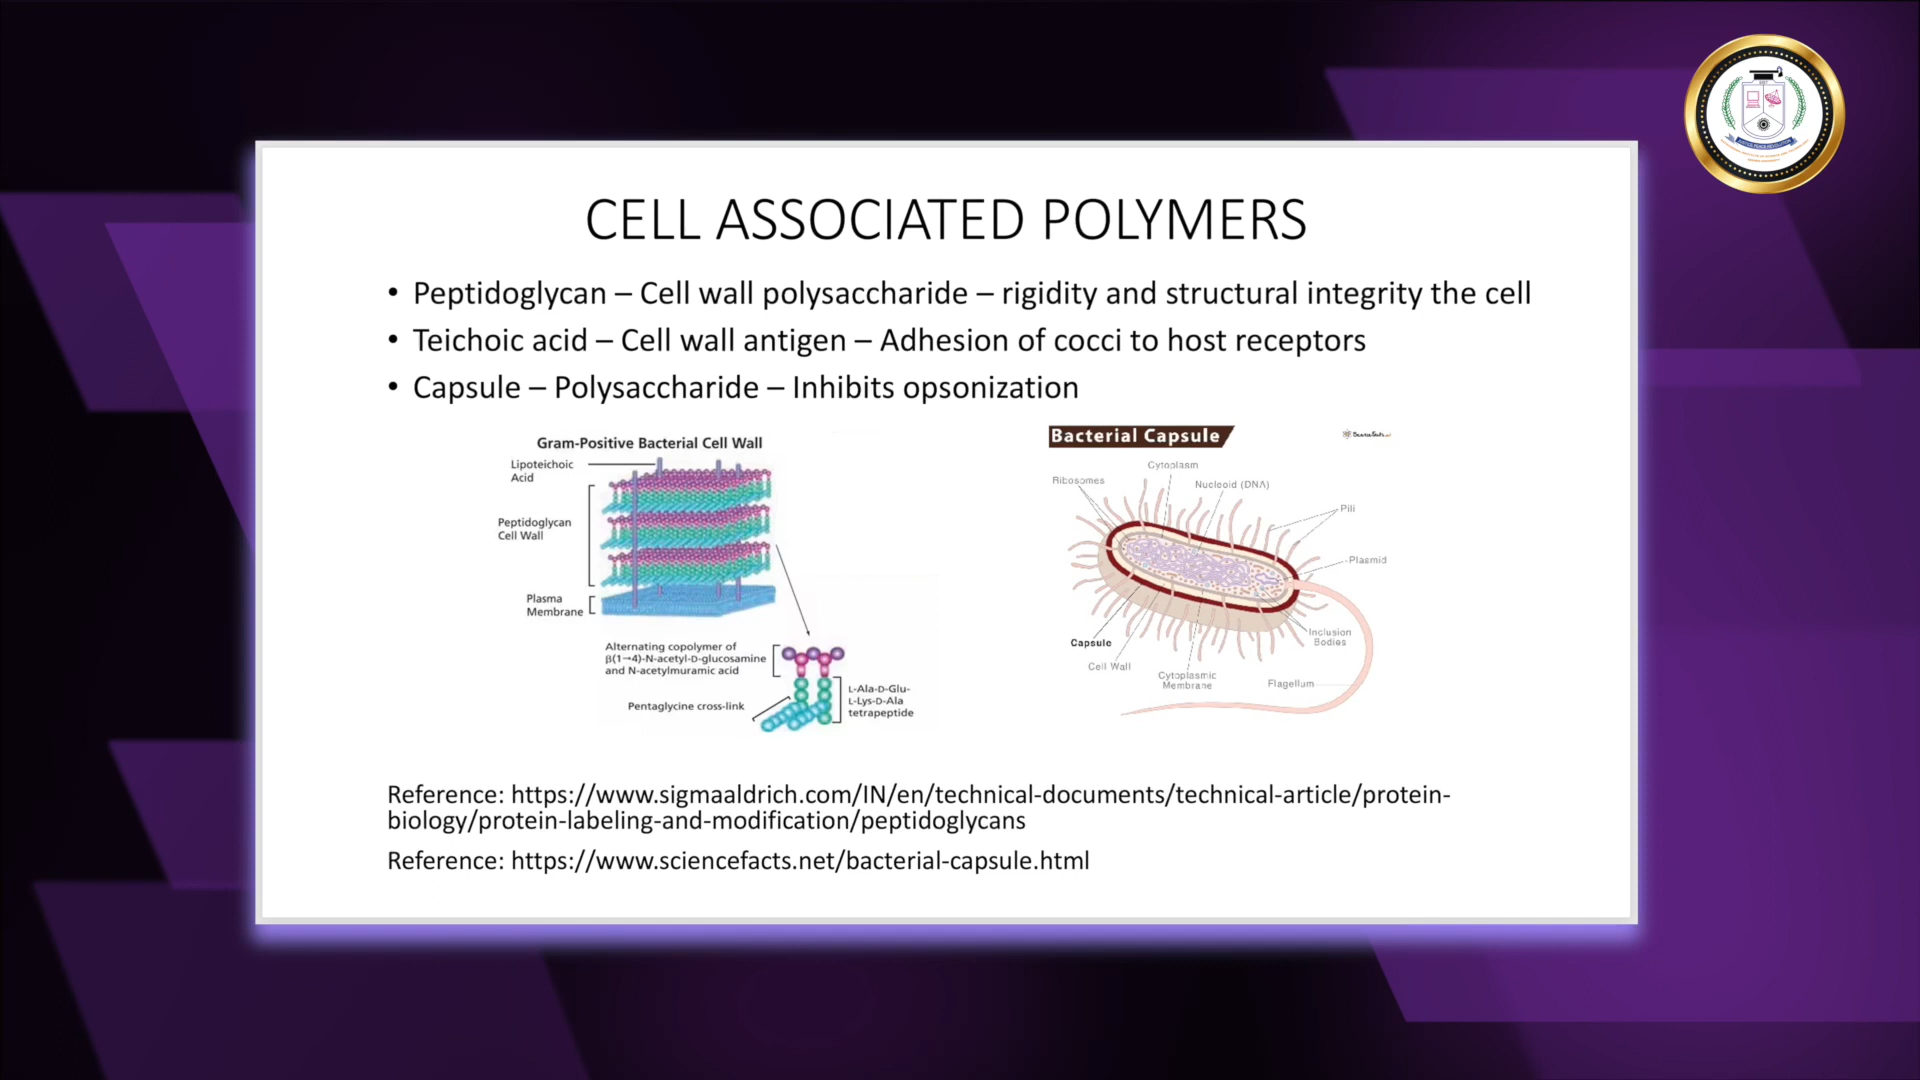 CELL ASSOCIATED POLYMERS
• Peptidoglycan – Cell wall polysaccharide – rigidity and structural integrity the cell
• Teichoic acid – Cell wall antigen – Adhesion of cocci to host receptors
• Capsule – Polysaccharide – Inhibits opsonization
Gram-Positive Bacterial Cell Wall
Lipoteichoic
Acid
Peptidoglycan
Cell Wall
Plasma
Membrane
Alternating copolymer of
β(1→4)-N-acetyl-D-glucosamine
and N-acetylmuramic acid
Pentaglycine cross-link
L-Ala-D-Glu-
L-Lys-D-Ala
tetrapeptide
Bacterial Capsule
Cytoplasm
Ribosomes
Nucleoid (DNA)
Pili
Plasmid
Inclusion
Bodies
Capsule
Cell Wall
Cytoplasmic
Membrane
Flagellum
Reference: https://www.sigmaaldrich.com/IN/en/technical-documents/technical-article/protein-
biology/protein-labeling-and-modification/peptidoglycans
Reference: https://www.sciencefacts.net/bacterial-capsule.html